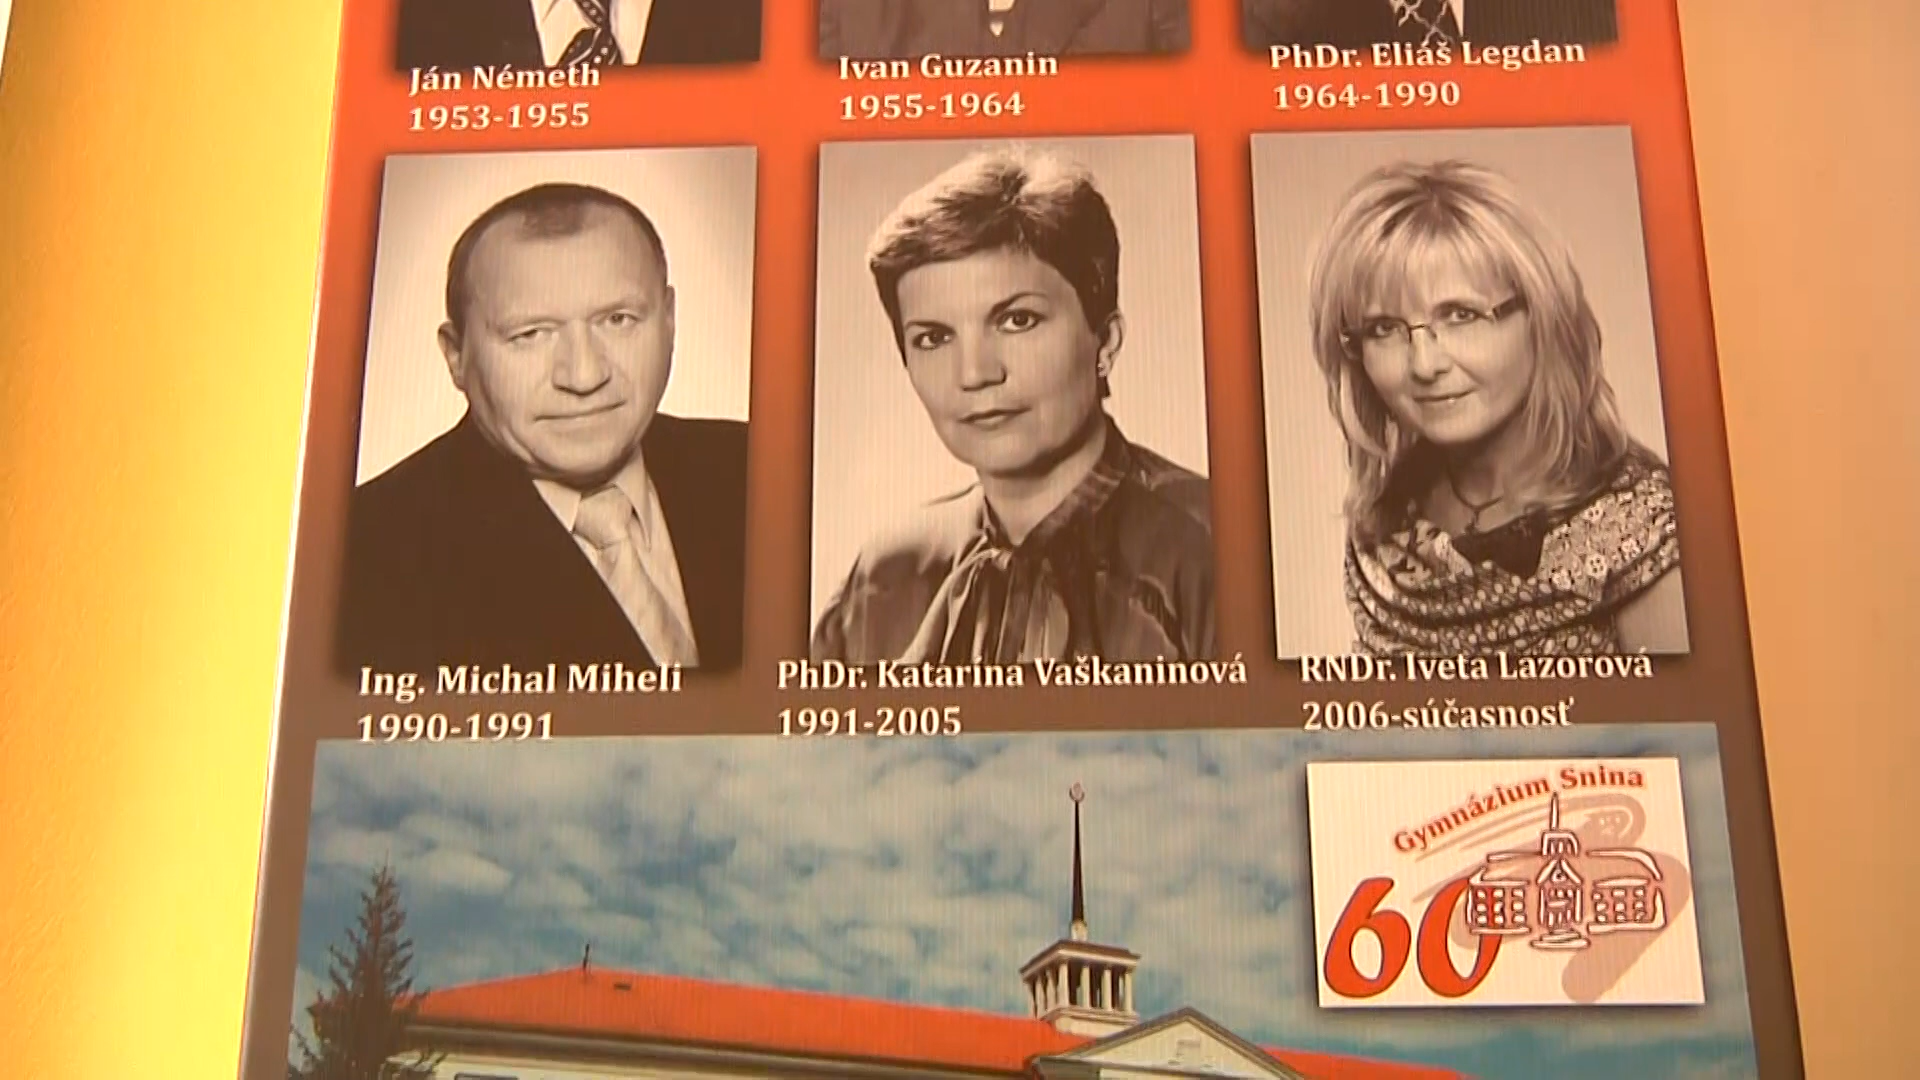 Ján Németh
1953-1955
Ivan Guzanin
1955-1964
PhDr. Eliáš Legdan
1964-1990
Ing. Michal Miheli
1990-1991
PhDr. Katarína Vaškaninová
1991-2005
RNDr. Iveta Lazorová
2006-súčasnosť
Gymnázium Snina
60